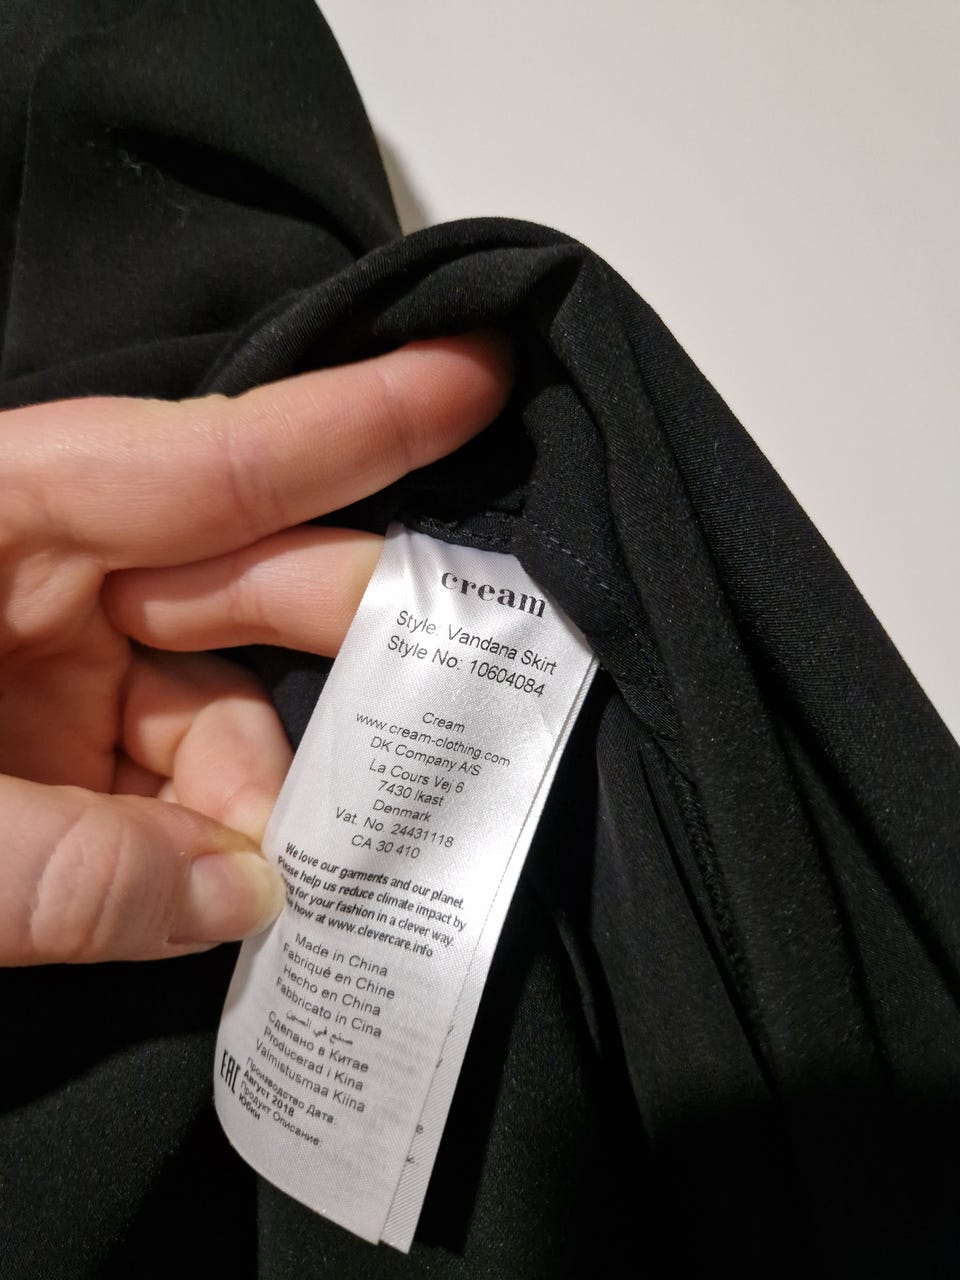 cream
Style: Vandana Skirt
Style No: 10604084
Cream
www.cream-clothing.com
DK Company A/S
La Cours Vej 6
7430 Ikast
Denmark
Vat. No. 24431118
CA 30 410
We love our garments and our planet.
Please help us reduce climate impact by
for your fashion in a clever way.
how at www.clevercare.info
Made in China
Fabriqué en Chine
Hecho en China
Fabbricato in Cina
صنع في الصين
Сделано в Китае
Producerad i Kina
Valmistusmaa Kiina
EAC
Производство Дата:
Август 2018
Продукт Описание:
Юбки